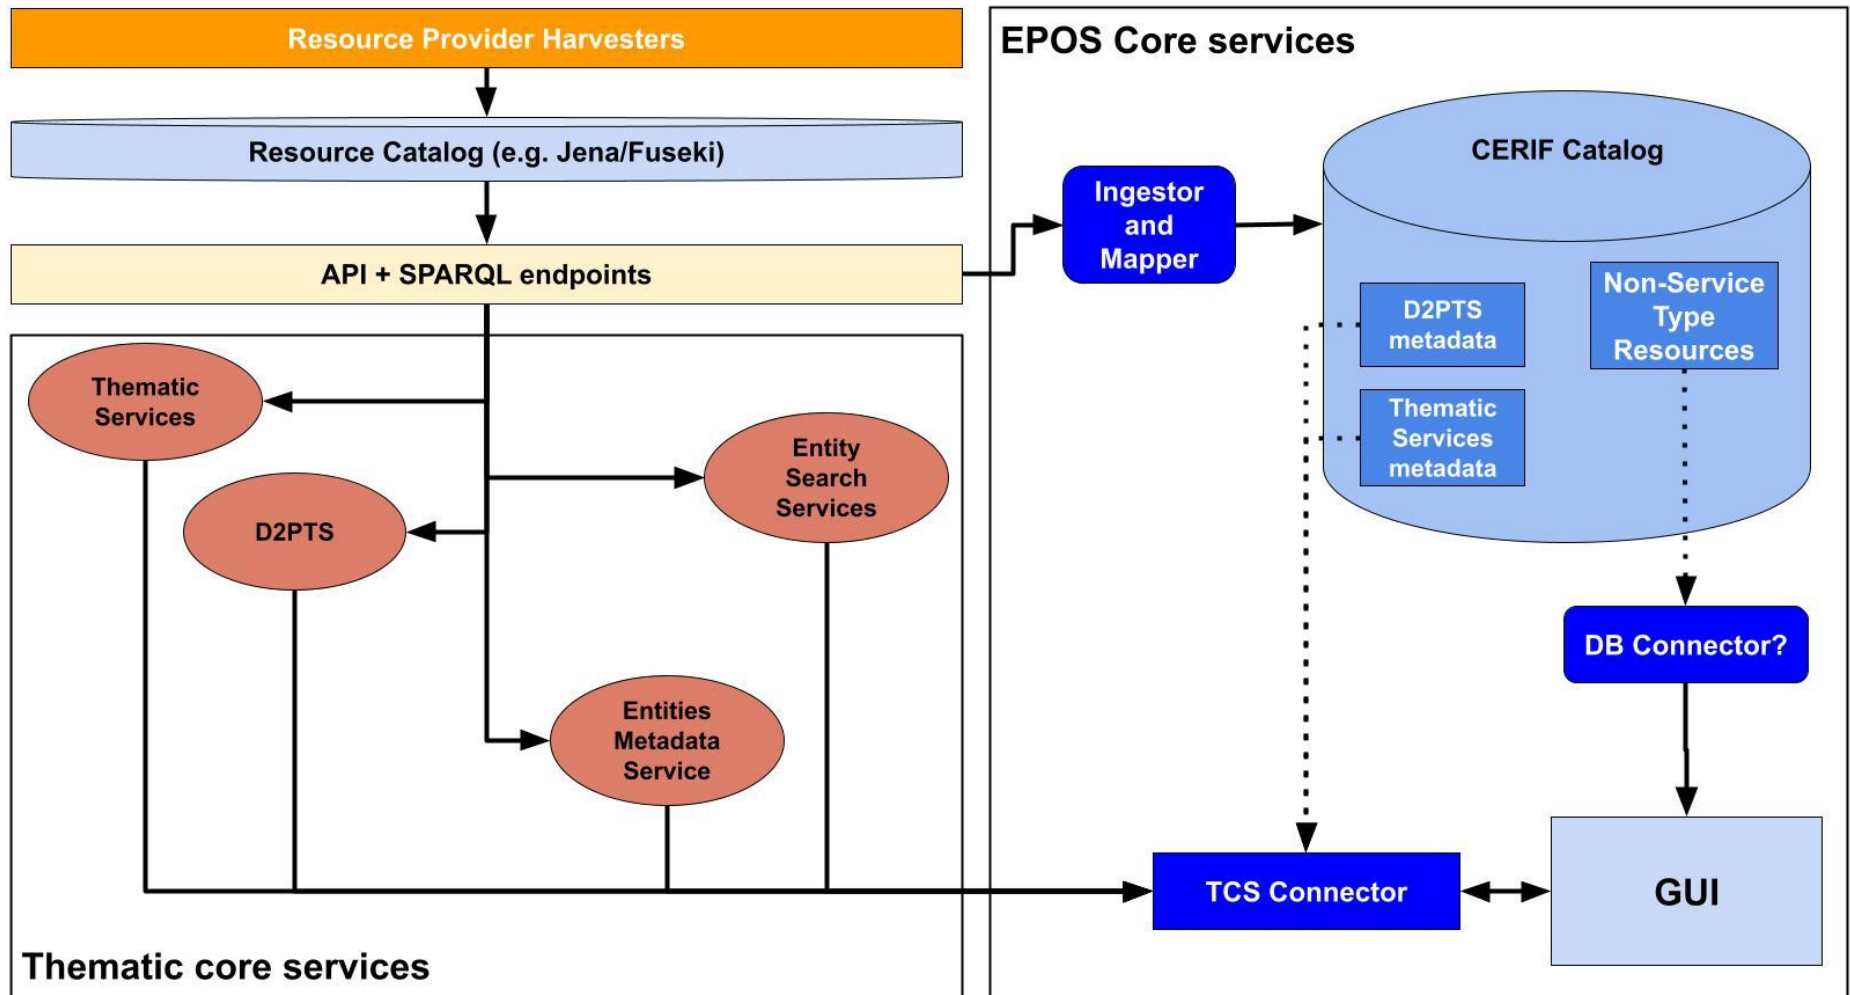 Resource Provider Harvesters
Resource Catalog (e.g. Jena/Fuseki)
API + SPARQL endpoints
Thematic
Services
D2PTS
Entity
Search
Services
Entities
Metadata
Service
Thematic core services
EPOS Core services
Ingestor
and
Mapper
CERIF Catalog
D2PTS
metadata
Non-Service
Type
Resources
Thematic
Services
metadata
DB Connector?
TCS Connector
GUI